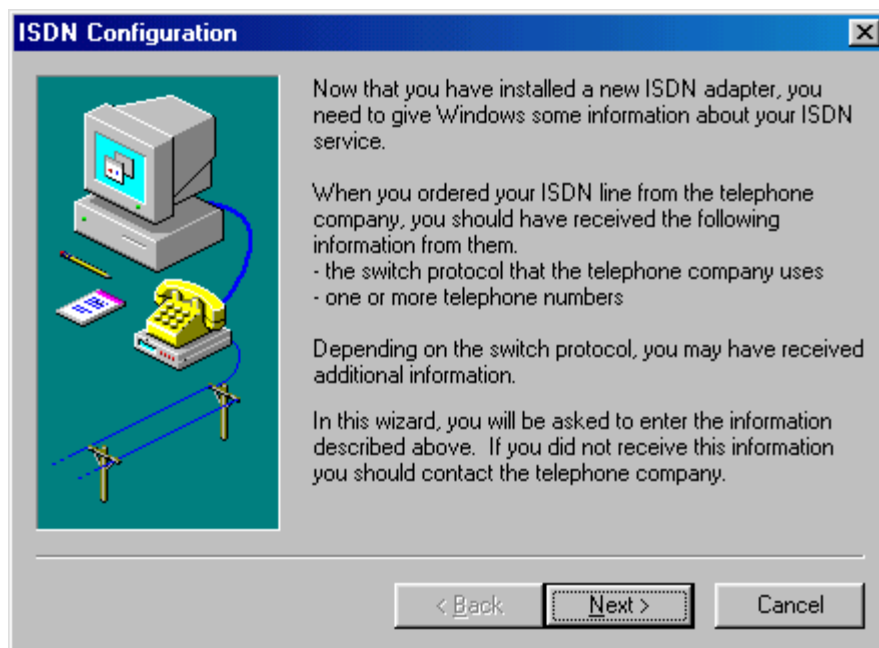 ISDN Configuration
Now that you have installed a new ISDN adapter, you
need to give Windows some information about your ISDN
service.
When you ordered your ISDN line from the telephone
company, you should have received the following
information from them.
- the switch protocol that the telephone company uses
- one or more telephone numbers
Depending on the switch protocol, you may have received
additional information.
In this wizard, you will be asked to enter the information
described above.  If you did not receive this information
you should contact the telephone company.
< Back
Next >
Cancel